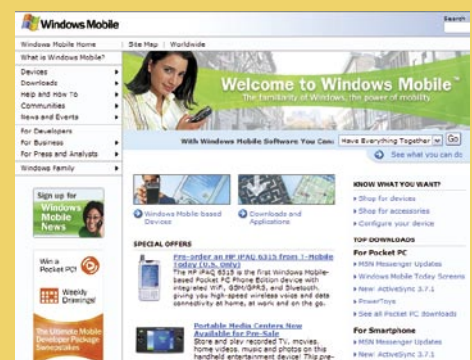 Windows Mobile
Search
Windows Mobile Home
Site Map | Worldwide
What is Windows Mobile?
Devices
Downloads
Help and How To
Communities
News and Events
For Developers
For Business
For Press and Analysts
Windows Family
Welcome to Windows Mobile™
The familiarity of Windows, the power of mobility
With Windows Mobile Software You Can:
Have Everything Together
Go
See what you can do
Sign up for
Windows
Mobile
News
Win a
Pocket PC!
Weekly
Drawings!
The Ultimate Mobile
Developer Package
Sweepstakes
Windows Mobile based
Devices
Downloads and
Applications
SPECIAL OFFERS
Pre-order an HP iPAQ 6315 from T-Mobile
Today (U.S. Only)
The HP iPAQ 6315 is the first Windows Mobile-
based Pocket PC Phone Edition device with
integrated WiFi, GSM/GPRS, and Bluetooth,
giving you high-speed wireless voice and data
connectivity at home, at work and on the go.
Portable Media Centers Now
Available for Pre-Sale
Store and play recorded TV, movies,
home videos, music and photos on this
handheld entertainment device! This pre-
KNOW WHAT YOU WANT?
Shop for devices
Shop for accessories
Configure your device
TOP DOWNLOADS
For Pocket PC
MSN Messenger Updates
Windows Mobile Today Screens
New! ActiveSync 3.7.1
PowerToys
See all Pocket PC downloads
For Smartphone
MSN Messenger Updates
New! ActiveSync 3.7.1